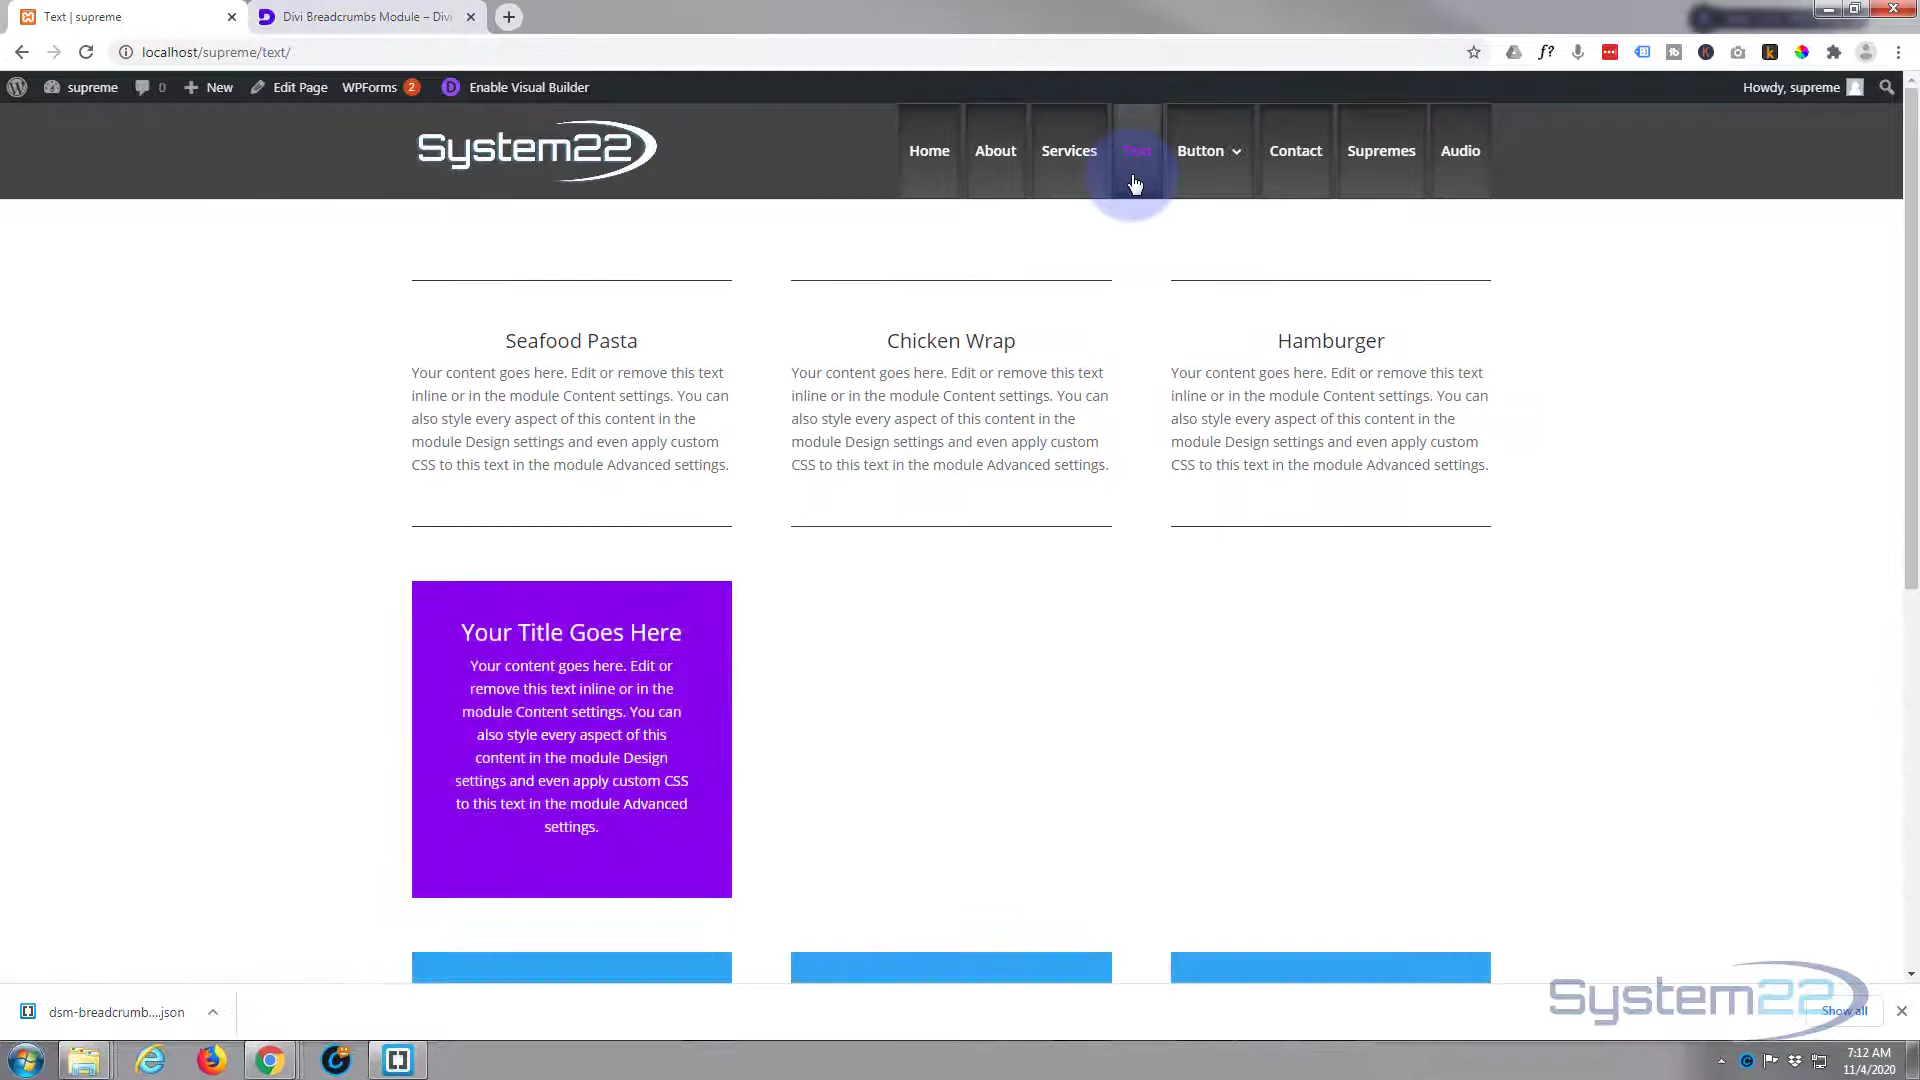 Text | supreme
Divi Breadcrumbs Module – Divi
localhost/supreme/text/
supreme
0
New
Edit Page
WPForms 2
Enable Visual Builder
Howdy, supreme
System22
Home
About
Services
Text
Button
Contact
Supremes
Audio
Seafood Pasta
Your content goes here. Edit or remove this text
inline or in the module Content settings. You can
also style every aspect of this content in the
module Design settings and even apply custom
CSS to this text in the module Advanced settings.
Chicken Wrap
Your content goes here. Edit or remove this text
inline or in the module Content settings. You can
also style every aspect of this content in the
module Design settings and even apply custom
CSS to this text in the module Advanced settings.
Hamburger
Your content goes here. Edit or remove this text
inline or in the module Content settings. You can
also style every aspect of this content in the
module Design settings and even apply custom
CSS to this text in the module Advanced settings.
Your Title Goes Here
Your content goes here. Edit or
remove this text inline or in the
module Content settings. You can
also style every aspect of this
content in the module Design
settings and even apply custom CSS
to this text in the module Advanced
settings.
dsm-breadcrumb....json
System22
Show all
7:12 AM
11/4/2020